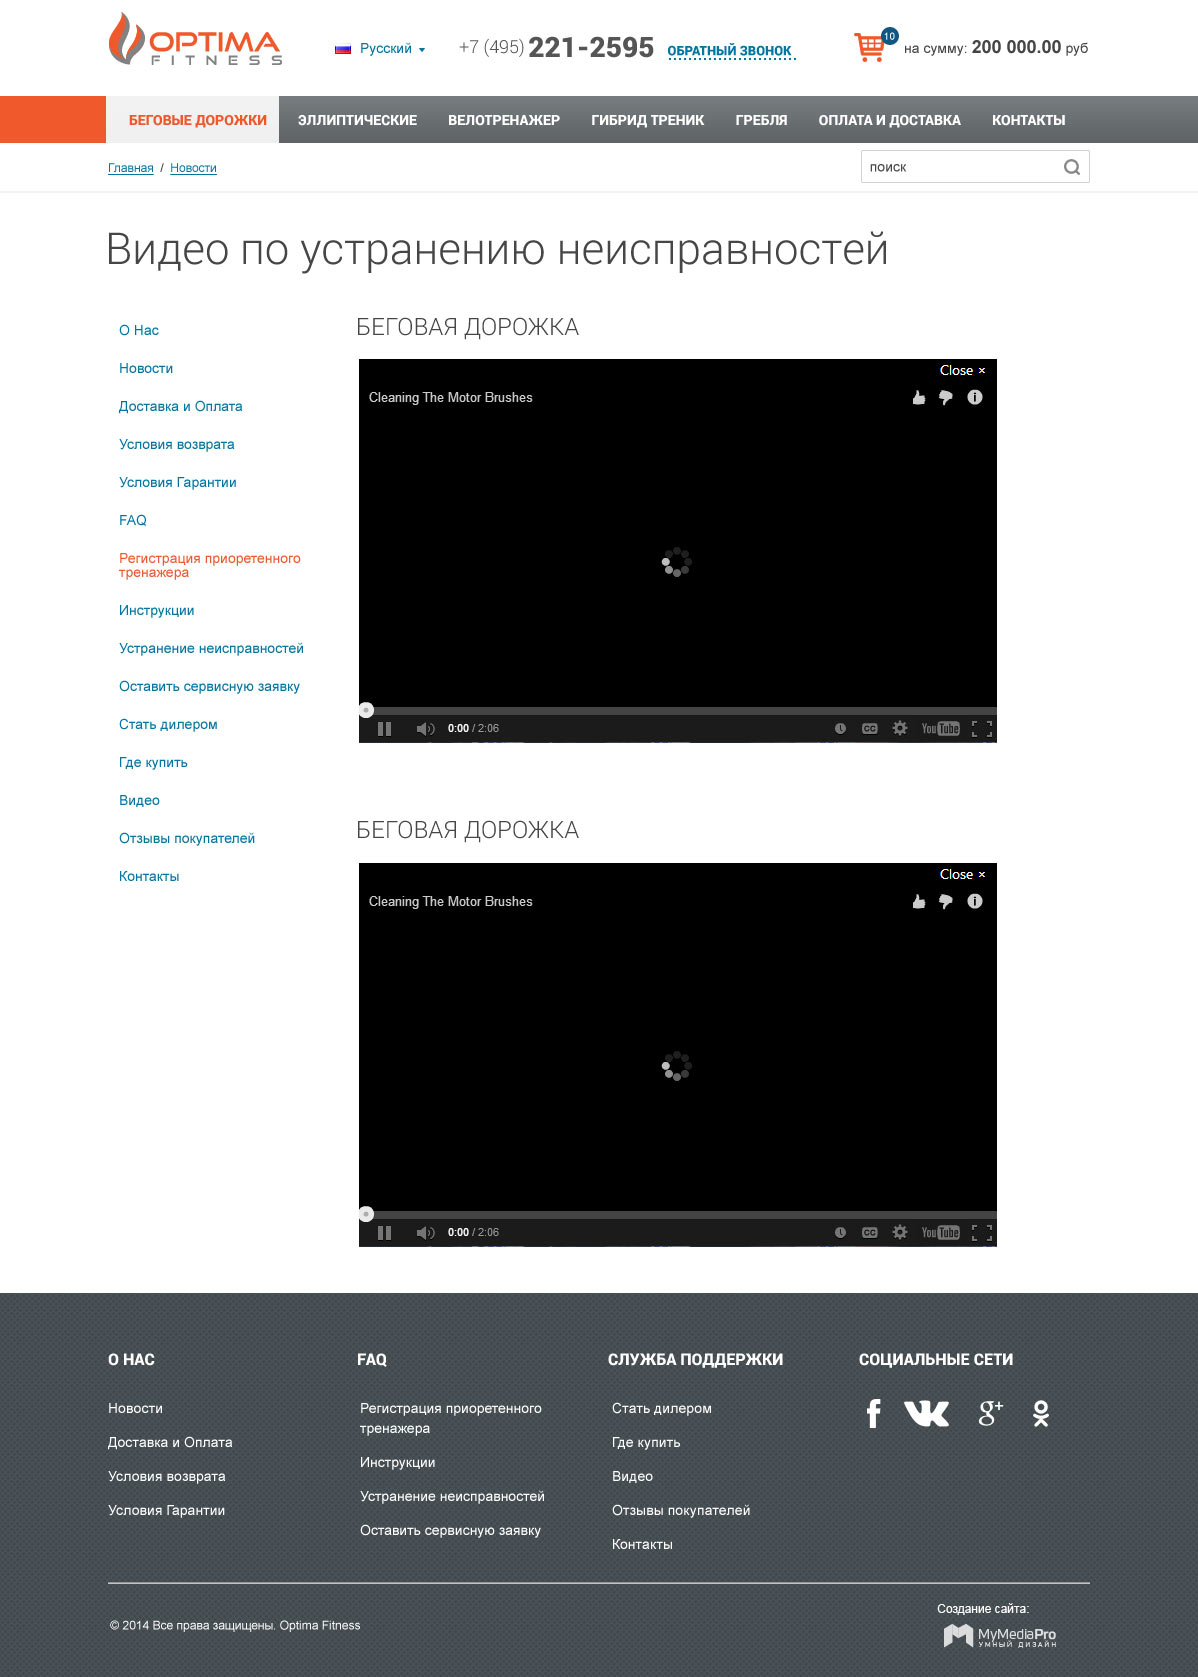 OPTIMA
FITNESS
Русский
+7 (495) 221-2595
ОБРАТНЫЙ ЗВОНОК
10
на сумму: 200 000.00 руб
БЕГОВЫЕ ДОРОЖКИ
ЭЛЛИПТИЧЕСКИЕ
ВЕЛОТРЕНАЖЕР
ГИБРИД ТРЕНИК
ГРЕБЛЯ
ОПЛАТА И ДОСТАВКА
КОНТАКТЫ
Главная / Новости
поиск
Видео по устранению неисправностей
О Нас
Новости
Доставка и Оплата
Условия возврата
Условия Гарантии
FAQ
Регистрация приоретенного
тренажера
Инструкции
Устранение неисправностей
Оставить сервисную заявку
Стать дилером
Где купить
Видео
Отзывы покупателей
Контакты
БЕГОВАЯ ДОРОЖКА
Close ×
Cleaning The Motor Brushes
0:00 / 2:06
CC
YouTube
БЕГОВАЯ ДОРОЖКА
Close ×
Cleaning The Motor Brushes
0:00 / 2:06
CC
YouTube
О НАС
Новости
Доставка и Оплата
Условия возврата
Условия Гарантии
FAQ
Регистрация приоретенного
тренажера
Инструкции
Устранение неисправностей
Оставить сервисную заявку
СЛУЖБА ПОДДЕРЖКИ
Стать дилером
Где купить
Видео
Отзывы покупателей
Контакты
СОЦИАЛЬНЫЕ СЕТИ
© 2014 Все права защищены. Optima Fitness
Создание сайта:
MyMediaPro
УМНЫЙ ДИЗАЙН